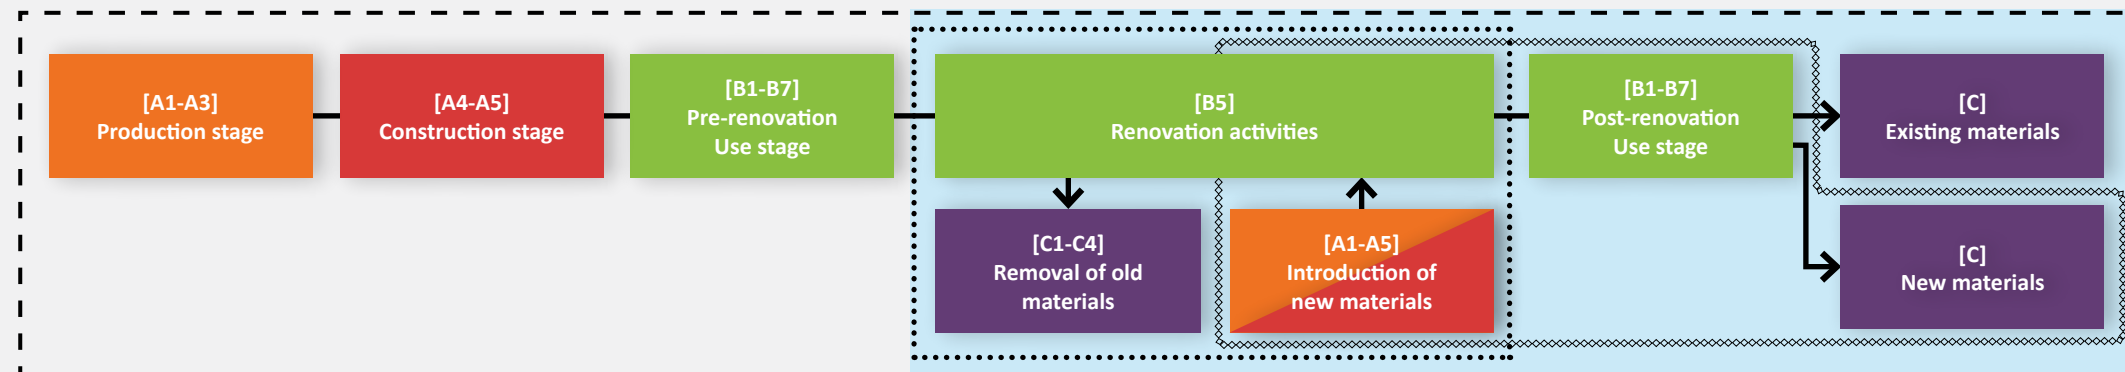 [A1-A3]
Production stage
[A4-A5]
Construction stage
[B1-B7]
Pre-renovation
Use stage
[B5]
Renovation activities
[B1-B7]
Post-renovation
Use stage
[C]
Existing materials
[C1-C4]
Removal of old
materials
[A1-A5]
Introduction of
new materials
[C]
New materials